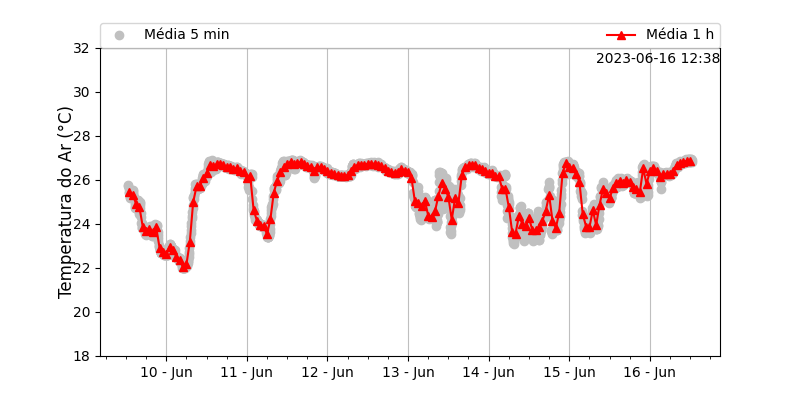 Média 5 min
Média 1 h
2023-06-16 12:38
Temperatura do Ar (°C)
32
30
28
26
24
22
20
18
10 - Jun
11 - Jun
12 - Jun
13 - Jun
14 - Jun
15 - Jun
16 - Jun